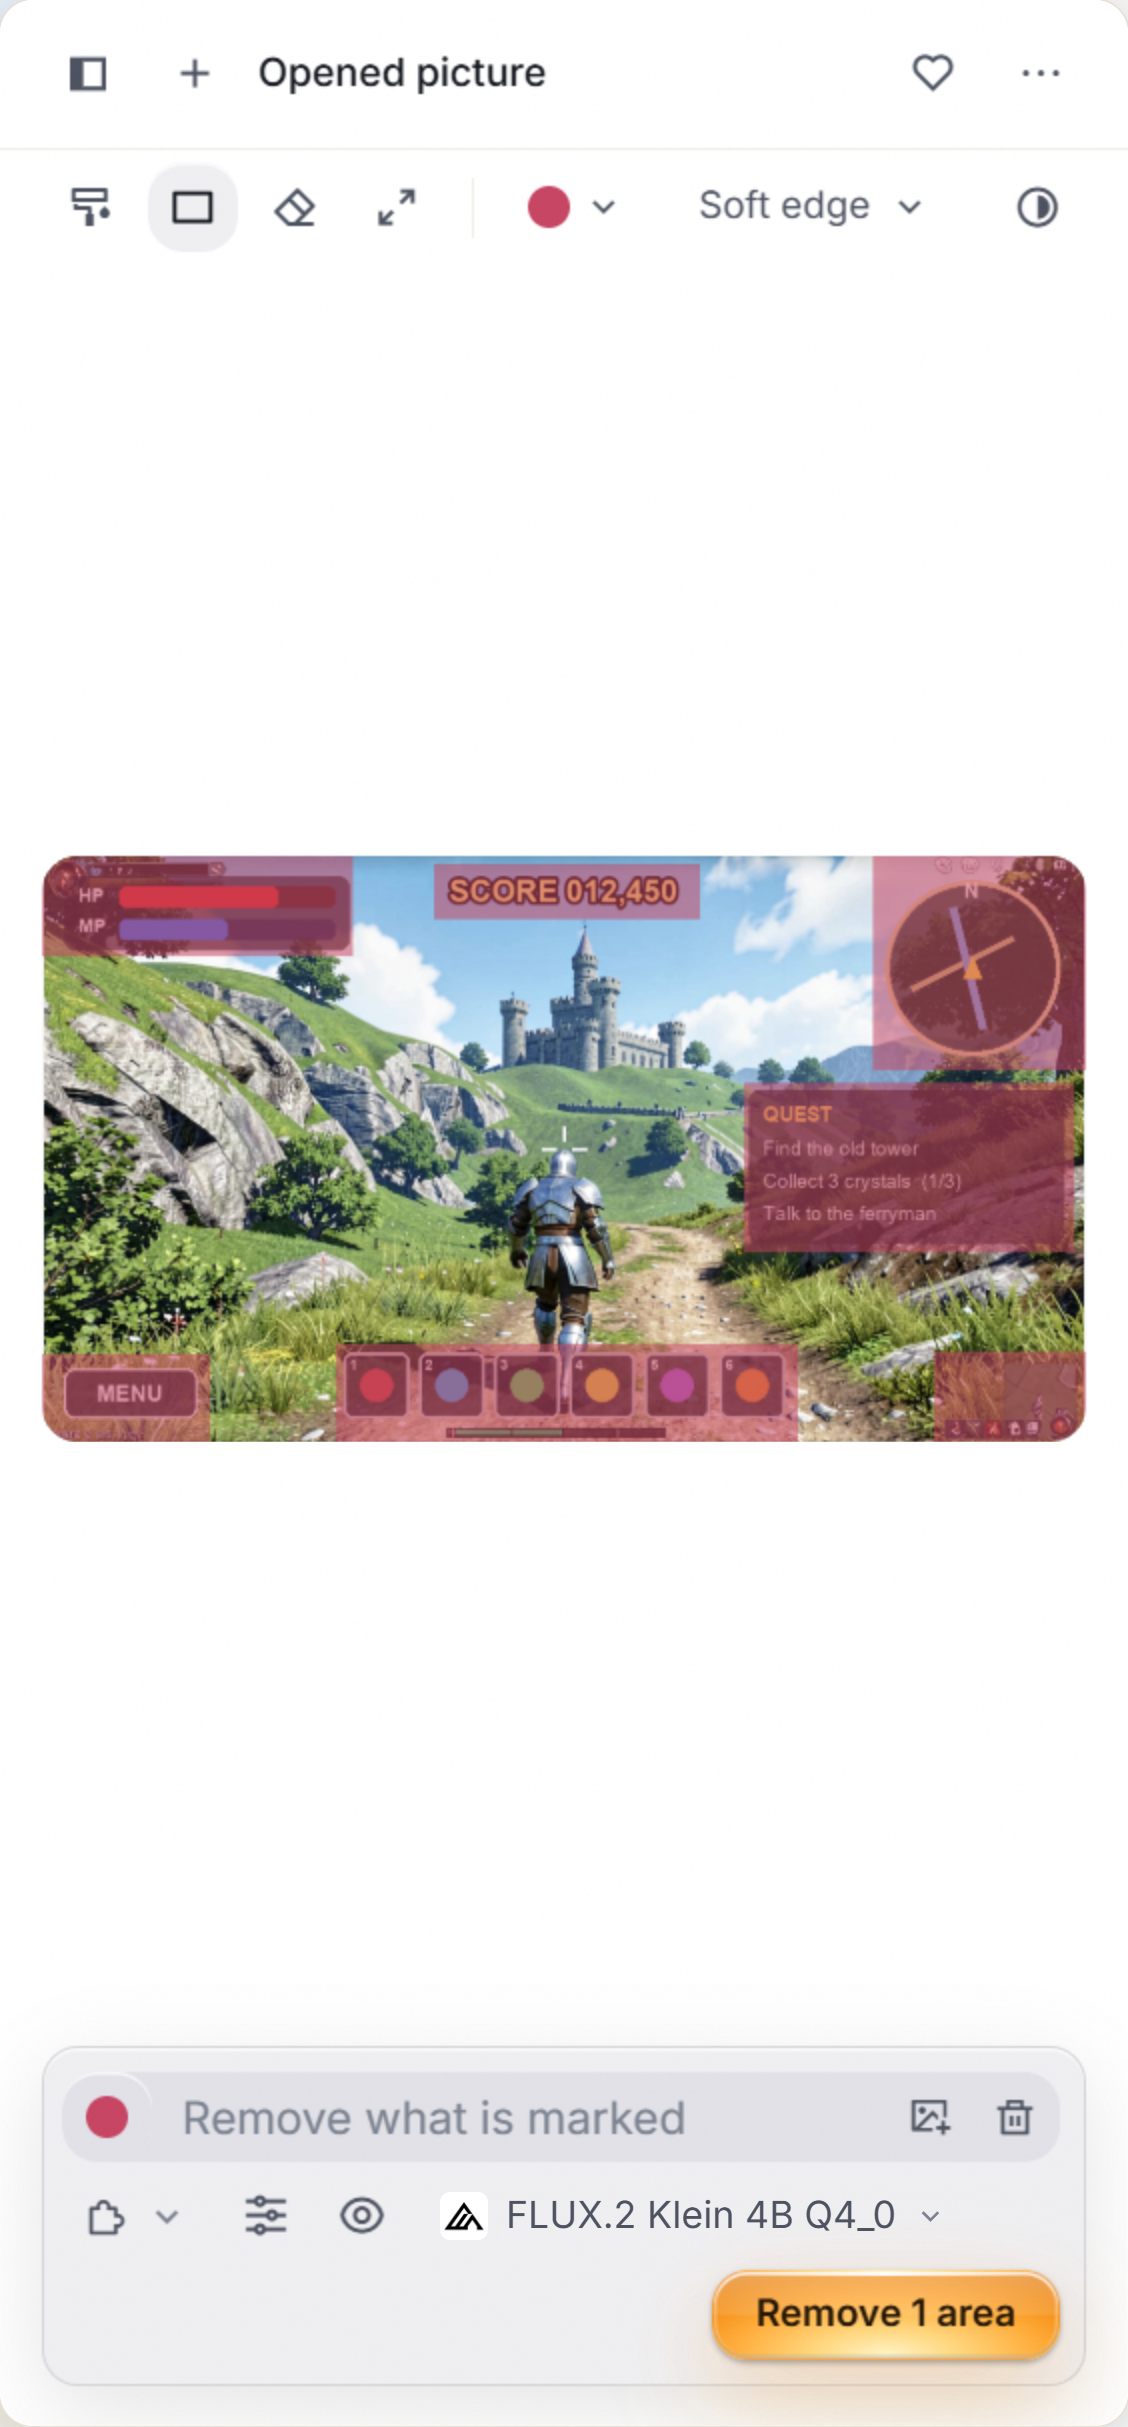 Opened picture
Soft edge
HP
MP
SCORE 012,450
N
QUEST
Find the old tower
Collect 3 crystals (1/3)
Talk to the ferryman
MENU
1 2 3 4 5 6
Remove what is marked
FLUX.2 Klein 4B Q4_0
Remove 1 area